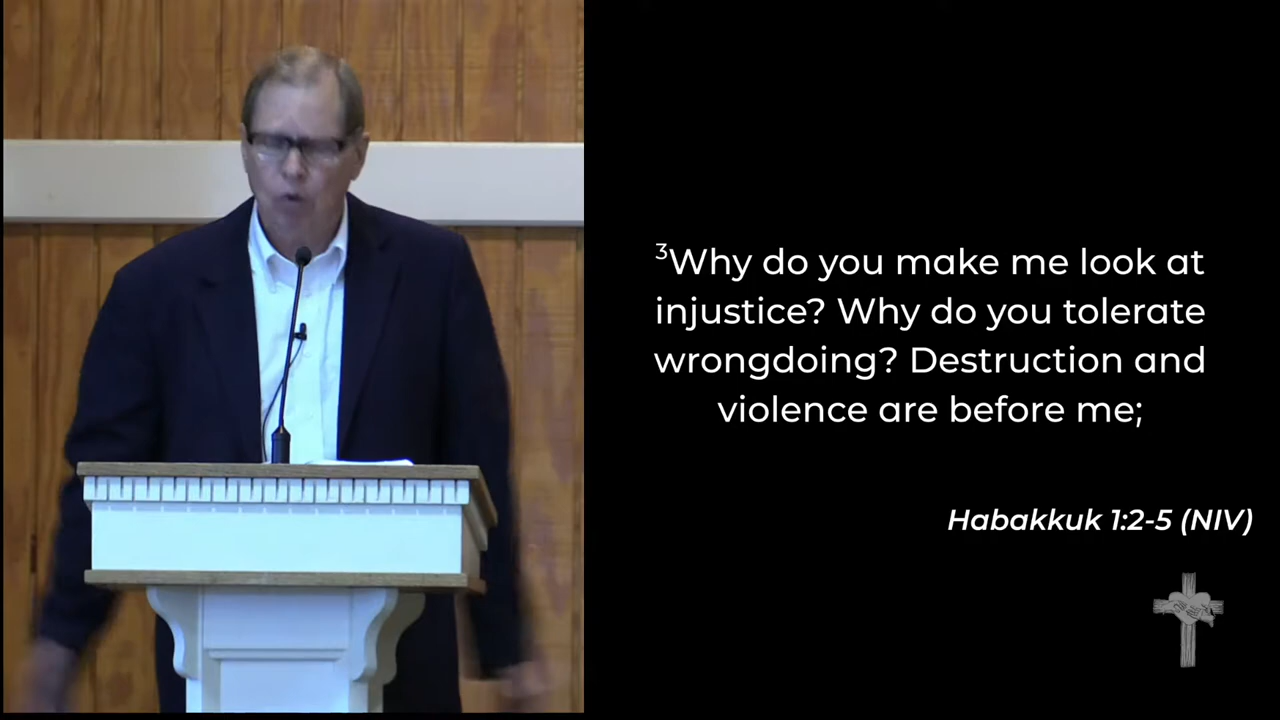 ³Why do you make me look at
injustice? Why do you tolerate
wrongdoing? Destruction and
violence are before me;
Habakkuk 1:2-5 (NIV)